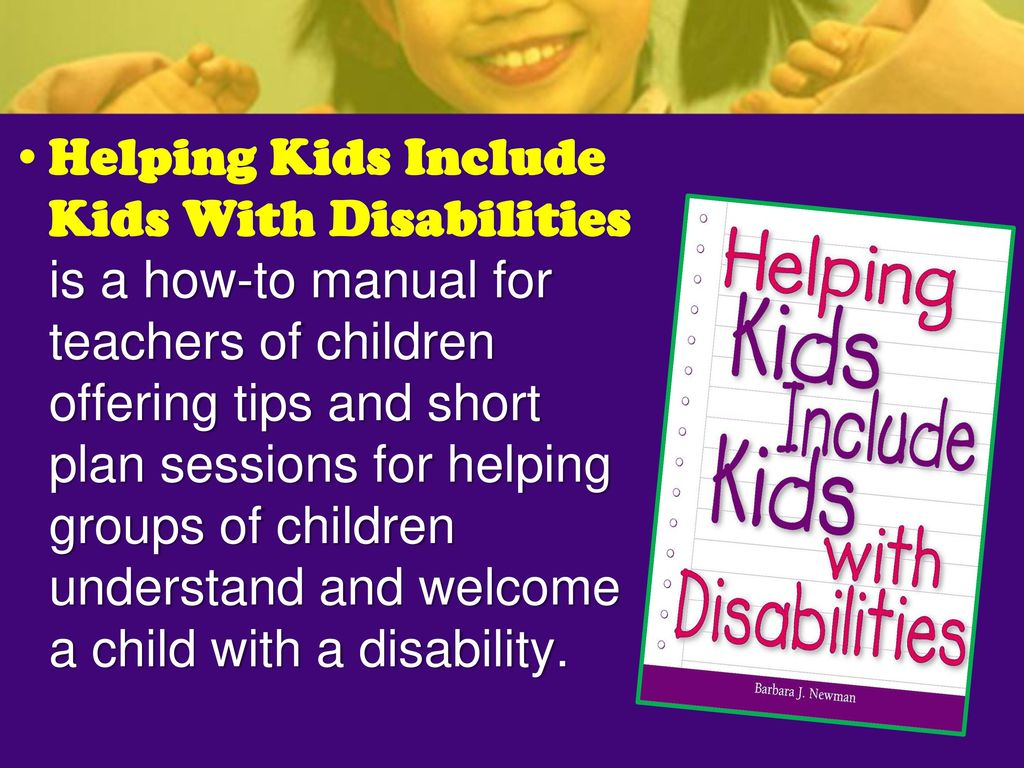 • Helping Kids Include
Kids With Disabilities
is a how-to manual for
teachers of children
offering tips and short
plan sessions for helping
groups of children
understand and welcome
a child with a disability.
Helping
Kids
Include
Kids
with
Disabilities
Barbara J. Newman